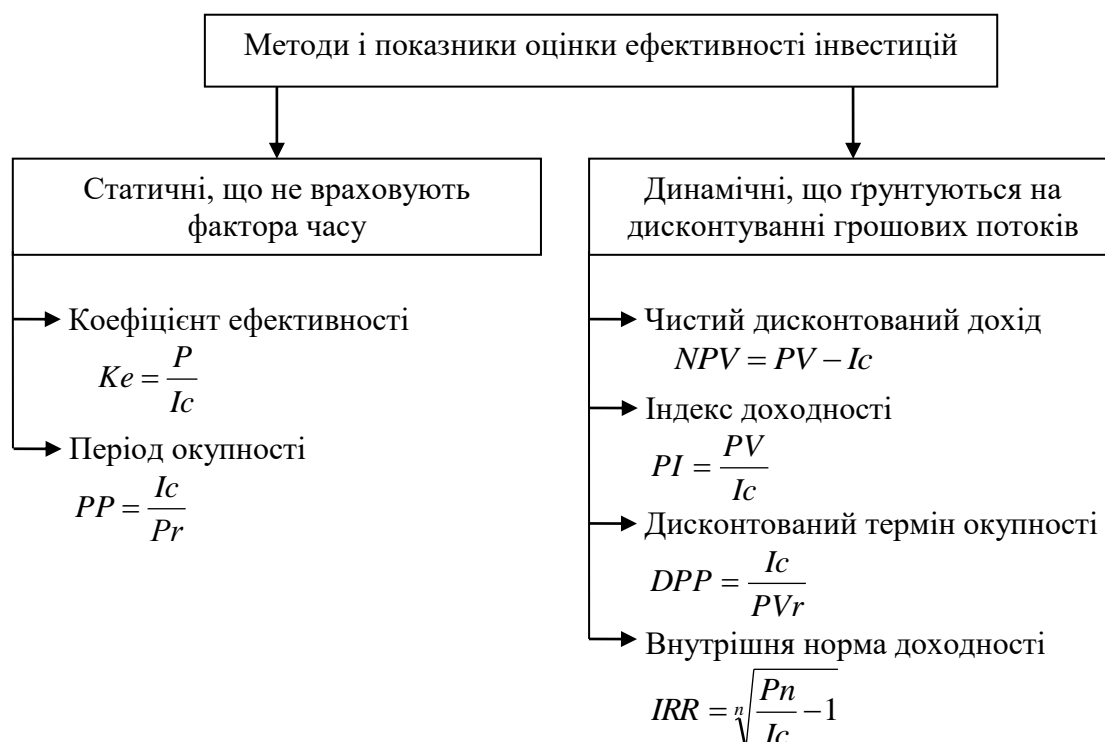 Методи і показники оцінки ефективності інвестицій
Статичні, що не враховують
фактора часу
Коефіцієнт ефективності
Ke = P/Ic
Період окупності
PP = Ic/Pr
Динамічні, що ґрунтуються на
дисконтуванні грошових потоків
Чистий дисконтований дохід
NPV = PV – Ic
Індекс доходності
PI = PV/Ic
Дисконтований термін окупності
DPP = Ic/PVr
Внутрішня норма доходності
IRR = ⁿ√(Pn/Ic – 1)